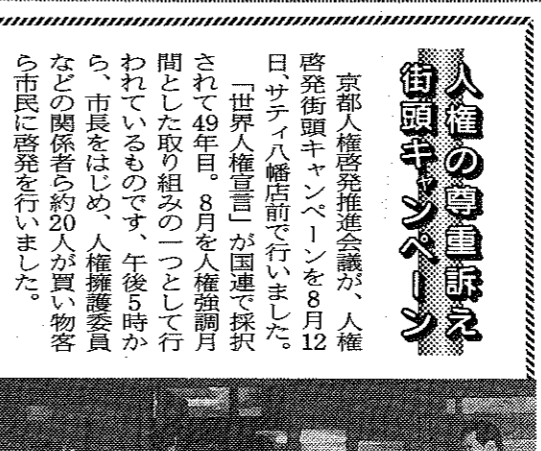 人権の尊重訴え
街頭キャンペーン
京都人権啓発推進会議が、人権
啓発街頭キャンペーンを8月12
日、サティ八幡店前で行いました。
「世界人権宣言」が国連で採択
されて49年目。8月を人権強調月
間とした取り組みの一つとして行
われているものです、午後5時か
ら、市長をはじめ、人権擁護委員
などの関係者ら約20人が買い物客
ら市民に啓発を行いました。